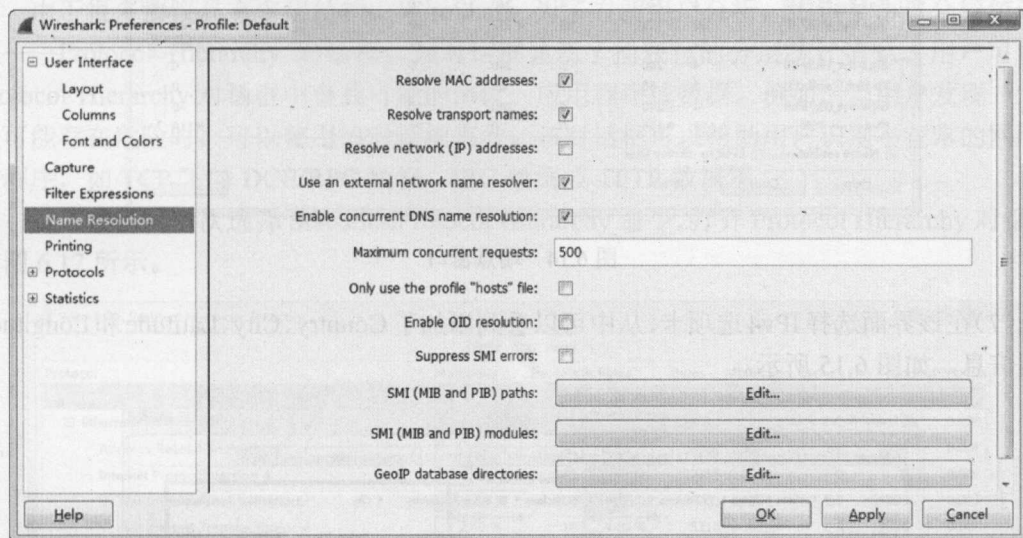 Wireshark: Preferences - Profile: Default
User Interface
Layout
Columns
Font and Colors
Capture
Filter Expressions
Name Resolution
Printing
Protocols
Statistics
Resolve MAC addresses:
Resolve transport names:
Resolve network (IP) addresses:
Use an external network name resolver:
Enable concurrent DNS name resolution:
Maximum concurrent requests: 500
Only use the profile "hosts" file:
Enable OID resolution:
Suppress SMI errors:
SMI (MIB and PIB) paths: Edit...
SMI (MIB and PIB) modules: Edit...
GeoIP database directories: Edit...
Help
OK
Apply
Cancel